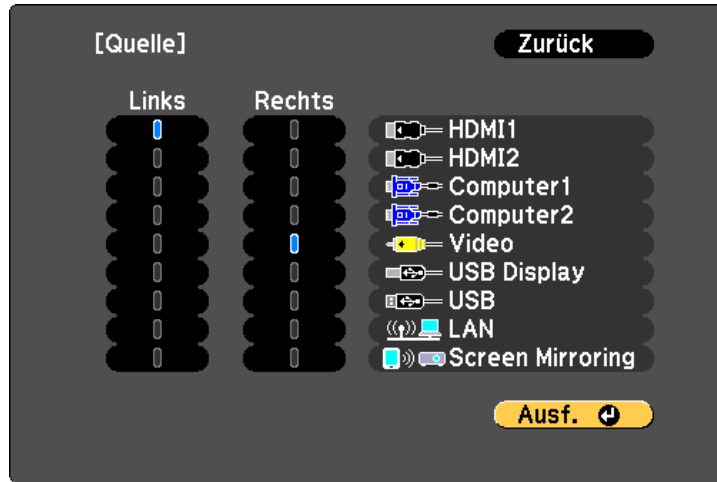 [Quelle] Zurück
Links Rechts
HDMI1
HDMI2
Computer1
Computer2
Video
USB Display
USB
LAN
Screen Mirroring
Ausf.